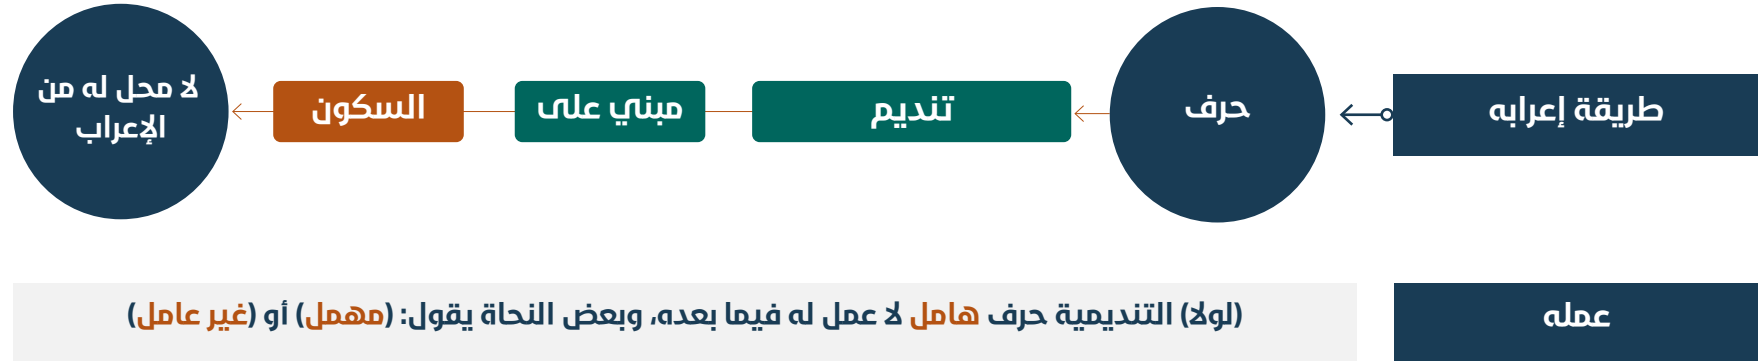 طريقة إعرابه
حرف
تنديم
مبني على
السكون
لا محل له من
الإعراب
عمله
(لولا) التنديمية حرف هامل لا عمل له فيما بعده، وبعض النحاة يقول: (مهمل) أو (غير عامل)